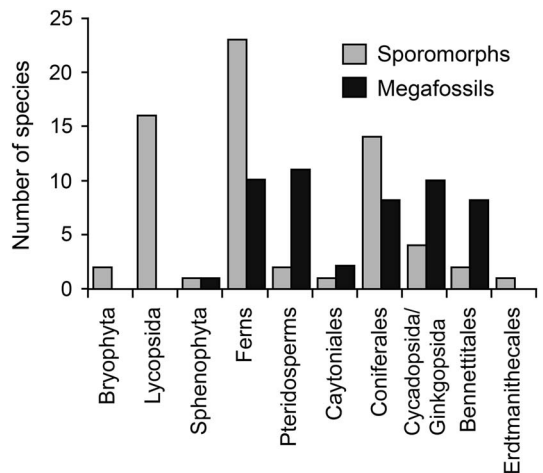 Number of species
25
20
15
10
5
0
Sporomorphs
Megafossils
Bryophyta
Lycopsida
Sphenophyta
Ferns
Pteridosperms
Caytoniales
Coniferales
Cycadopsida/
Ginkgopsida
Bennettitales
Erdtmanithecales